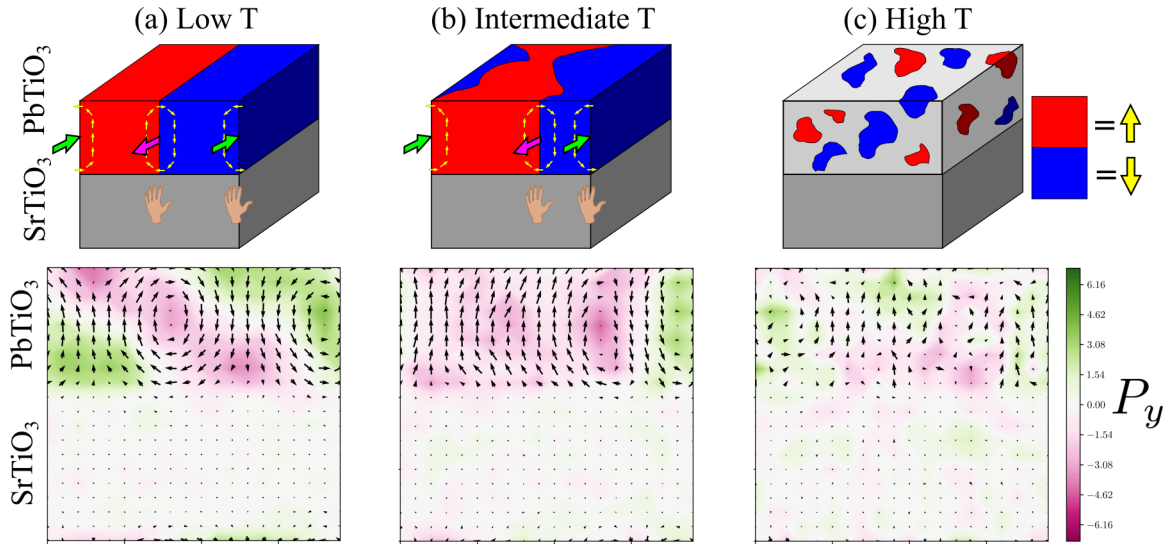 (a) Low T
(b) Intermediate T
(c) High T
PbTiO3
SrTiO3
=
=
PbTiO3
SrTiO3
6.16
4.62
3.08
1.54
0.00
−1.54
−3.08
−4.62
−6.16
Py